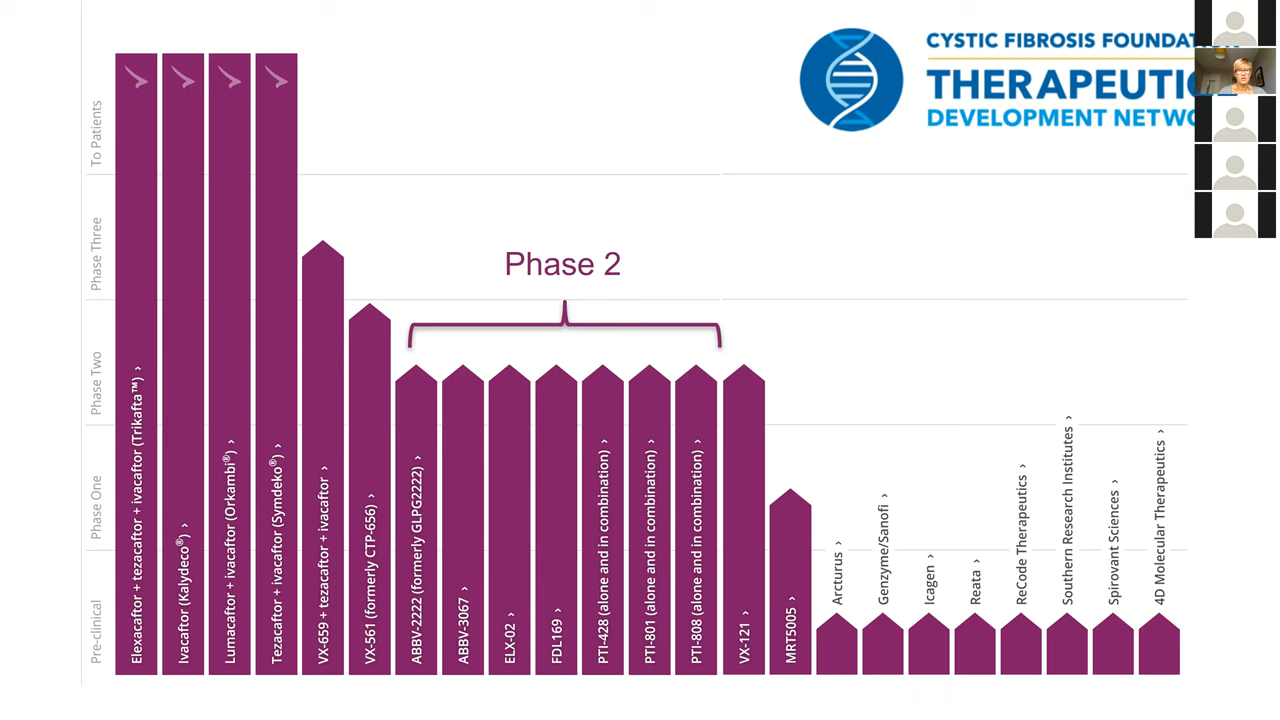 CYSTIC FIBROSIS FOUNDATION
THERAPEUTIC
DEVELOPMENT NETWO
To Patients
Phase Three
Phase Two
Phase One
Pre-clinical
Phase 2
Elexacaftor + tezacaftor + ivacaftor (Trikafta™) ›
Ivacaftor (Kalydeco®) ›
Lumacaftor + ivacaftor (Orkambi®) ›
Tezacaftor + ivacaftor (Symdeko®) ›
VX-659 + tezacaftor + ivacaftor ›
VX-561 (formerly CTP-656) ›
ABBV-2222 (formerly GLPG2222) ›
ABBV-3067 ›
ELX-02 ›
FDL169 ›
PTI-428 (alone and in combination) ›
PTI-801 (alone and in combination) ›
PTI-808 (alone and in combination) ›
VX-121 ›
MRT5005 ›
Arcturus ›
Genzyme/Sanofi ›
Icagen ›
Reata ›
ReCode Therapeutics ›
Southern Research Institutes ›
Spirovant Sciences ›
4D Molecular Therapeutics ›